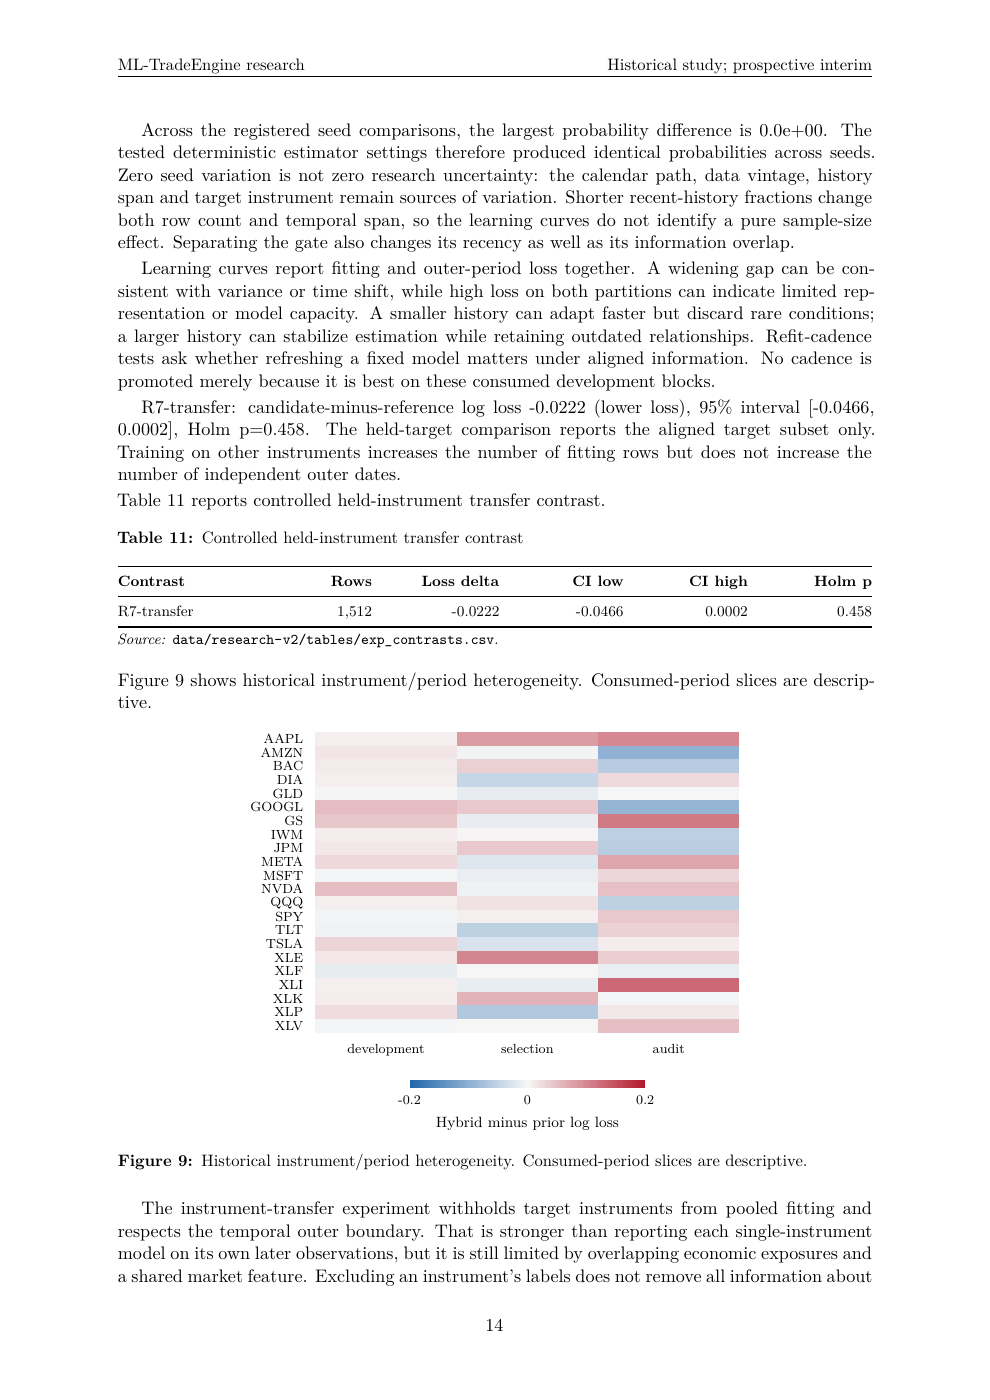 ML-TradeEngine research
Historical study; prospective interim
Across the registered seed comparisons, the largest probability difference is 0.0e+00. The
tested deterministic estimator settings therefore produced identical probabilities across seeds.
Zero seed variation is not zero research uncertainty: the calendar path, data vintage, history
span and target instrument remain sources of variation. Shorter recent-history fractions change
both row count and temporal span, so the learning curves do not identify a pure sample-size
effect. Separating the gate also changes its recency as well as its information overlap.
Learning curves report fitting and outer-period loss together. A widening gap can be con-
sistent with variance or time shift, while high loss on both partitions can indicate limited rep-
resentation or model capacity. A smaller history can adapt faster but discard rare conditions;
a larger history can stabilize estimation while retaining outdated relationships. Refit-cadence
tests ask whether refreshing a fixed model matters under aligned information. No cadence is
promoted merely because it is best on these consumed development blocks.
R7-transfer: candidate-minus-reference log loss -0.0222 (lower loss), 95% interval [-0.0466,
0.0002], Holm p=0.458. The held-target comparison reports the aligned target subset only.
Training on other instruments increases the number of fitting rows but does not increase the
number of independent outer dates.
Table 11 reports controlled held-instrument transfer contrast.
Table 11: Controlled held-instrument transfer contrast
Contrast Rows Loss delta CI low CI high Holm p
R7-transfer 1,512 -0.0222 -0.0466 0.0002 0.458
Source: data/research-v2/tables/exp_contrasts.csv.
Figure 9 shows historical instrument/period heterogeneity. Consumed-period slices are descrip-
tive.
AAPL
AMZN
BAC
DIA
GLD
GOOGL
GS
IWM
JPM
META
MSFT
NVDA
QQQ
SPY
TLT
TSLA
XLE
XLF
XLI
XLK
XLP
XLV
development selection audit
-0.2 0 0.2
Hybrid minus prior log loss
Figure 9: Historical instrument/period heterogeneity. Consumed-period slices are descriptive.
The instrument-transfer experiment withholds target instruments from pooled fitting and
respects the temporal outer boundary. That is stronger than reporting each single-instrument
model on its own later observations, but it is still limited by overlapping economic exposures and
a shared market feature. Excluding an instrument's labels does not remove all information about
14